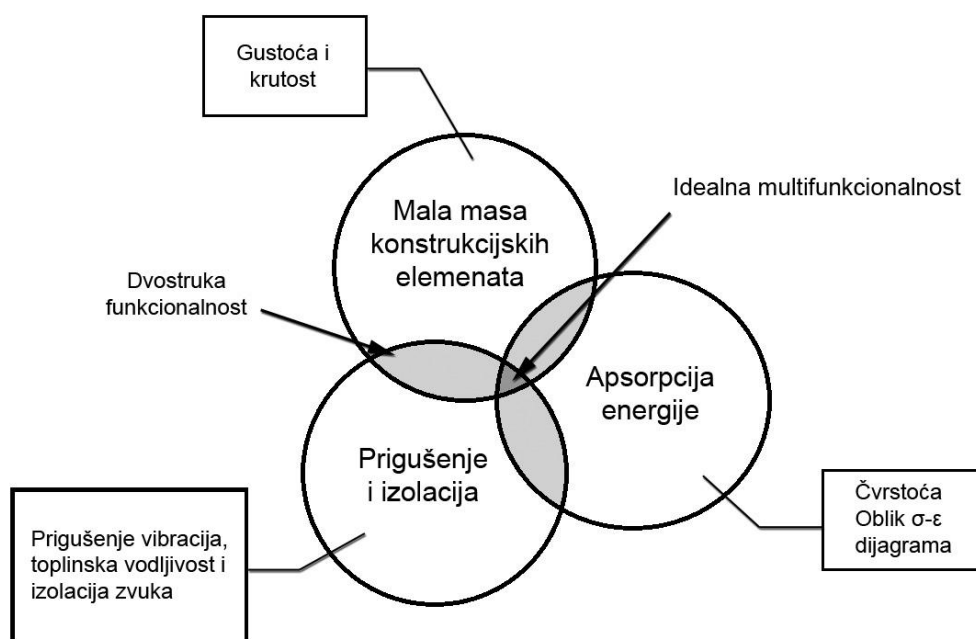 Gustoća i
krutost
Idealna multifunkcionalnost
Mala masa
konstrukcijskih
elemenata
Dvostruka
funkcionalnost
Apsorpcija
energije
Prigušenje
i izolacija
Čvrstoća
Oblik σ-ε
dijagrama
Prigušenje vibracija,
toplinska vodljivost i
izolacija zvuka